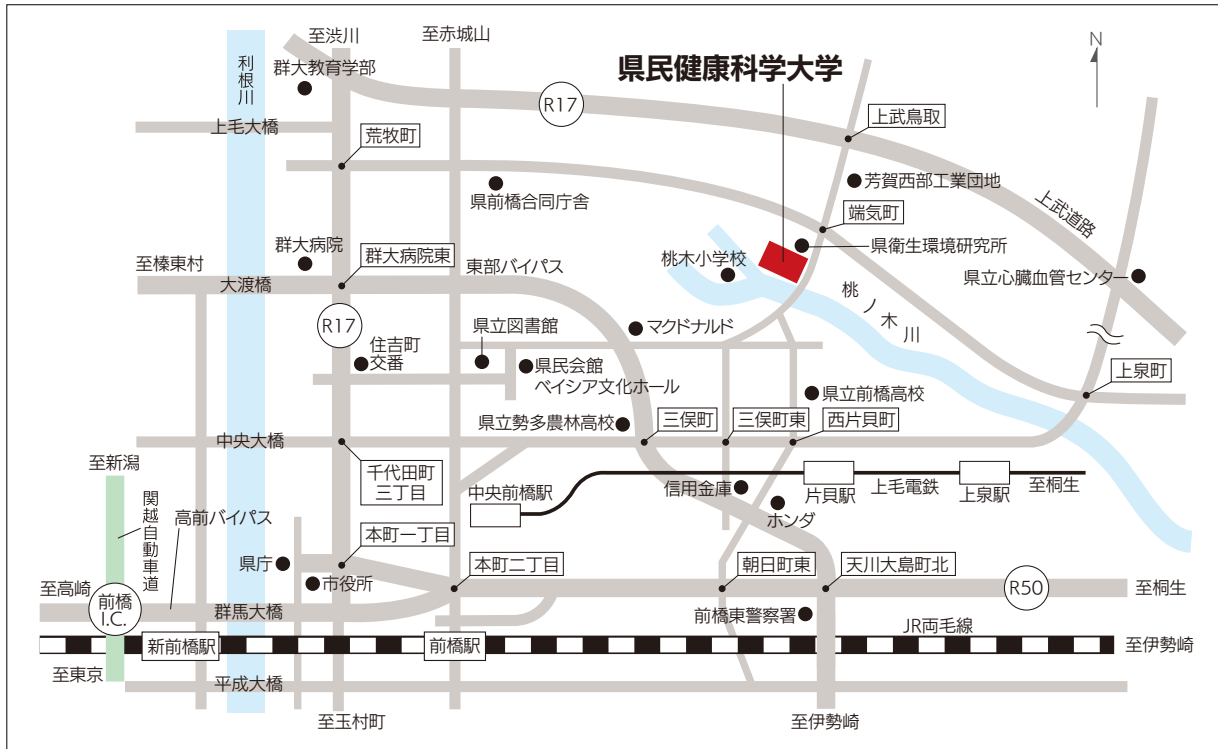 至渋川
至赤城山
N
利根川
群大教育学部
県民健康科学大学
R17
上毛大橋
荒牧町
上武鳥取
県前橋合同庁舎
芳賀西部工業団地
上武道路
端気町
群大病院
群大病院東
至榛東村
大渡橋
東部バイパス
桃木小学校
県衛生環境研究所
県立心臓血管センター
桃ノ木川
R17
住吉町
交番
県立図書館
マクドナルド
県民会館
ベイシア文化ホール
県立前橋高校
上泉町
県立勢多農林高校
三俣町
三俣町東
西片貝町
中央大橋
至新潟
千代田町
三丁目
中央前橋駅
信用金庫
片貝駅
上毛電鉄
上泉駅
至桐生
ホンダ
関越自動車道
高前バイパス
本町一丁目
県庁
市役所
本町二丁目
朝日町東
天川大島町北
R50
至桐生
至高崎
前橋
I.C.
群馬大橋
前橋東警察署
JR両毛線
新前橋駅
前橋駅
至伊勢崎
至東京
平成大橋
至玉村町
至伊勢崎